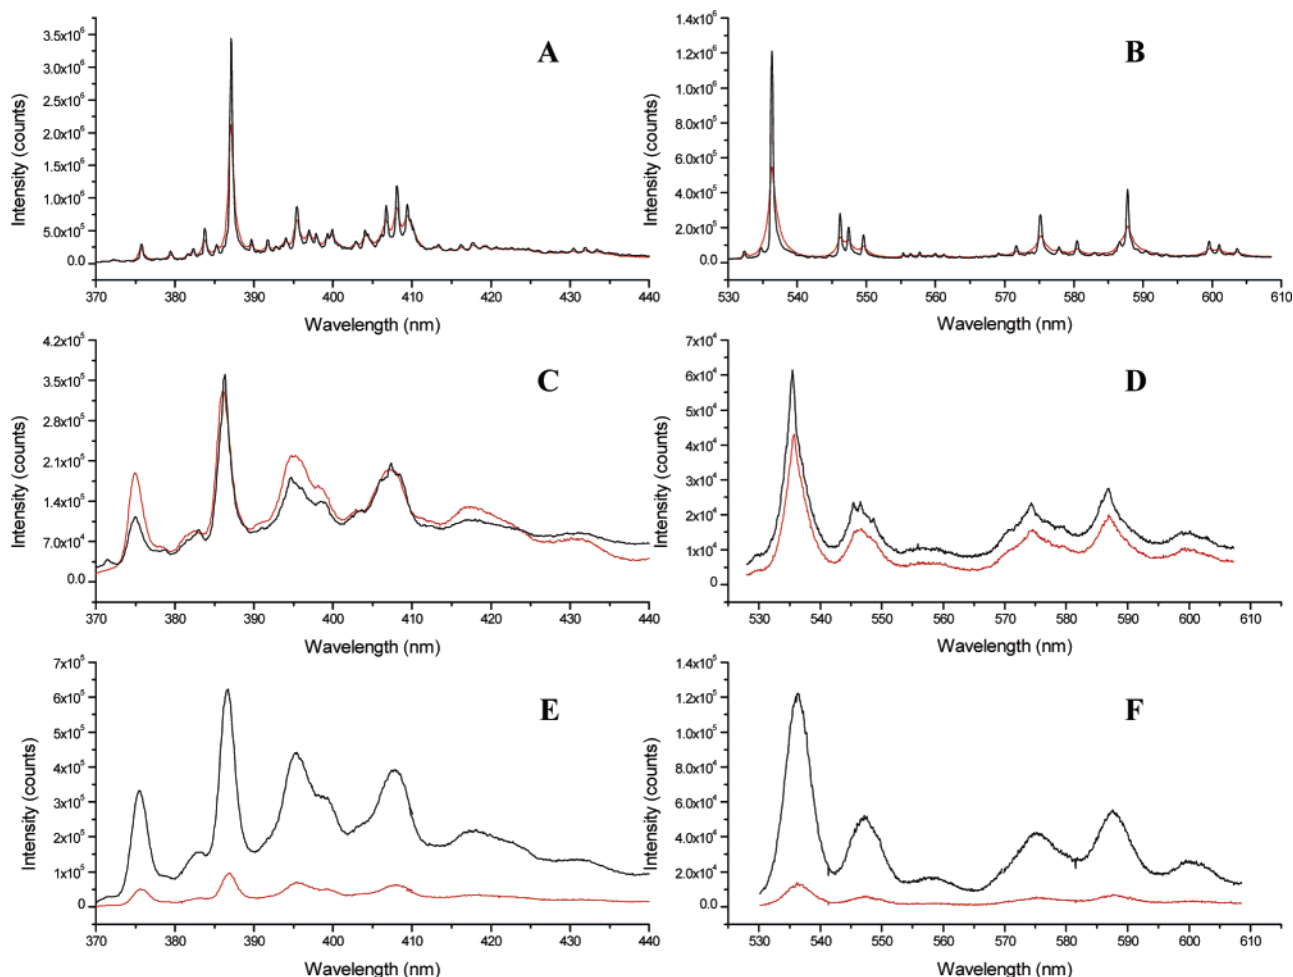 A
Intensity (counts)
3.5x10⁶
3.0x10⁶
2.5x10⁶
2.0x10⁶
1.5x10⁶
1.0x10⁶
5.0x10⁵
0.0
370 380 390 400 410 420 430 440
Wavelength (nm)
B
Intensity (counts)
1.4x10⁶
1.2x10⁶
1.0x10⁶
8.0x10⁵
6.0x10⁵
4.0x10⁵
2.0x10⁵
0.0
530 540 550 560 570 580 590 600 610
Wavelength (nm)
C
Intensity (counts)
4.2x10⁵
3.5x10⁵
2.8x10⁵
2.1x10⁵
1.4x10⁵
7.0x10⁴
0.0
370 380 390 400 410 420 430 440
Wavelength (nm)
D
Intensity (counts)
7x10⁴
6x10⁴
5x10⁴
4x10⁴
3x10⁴
2x10⁴
1x10⁴
0
530 540 550 560 570 580 590 600 610
Wavelength (nm)
E
Intensity (counts)
7x10⁵
6x10⁵
5x10⁵
4x10⁵
3x10⁵
2x10⁵
1x10⁵
0.0
370 380 390 400 410 420 430 440
Wavelength (nm)
F
Intensity (counts)
1.4x10⁵
1.2x10⁵
1.0x10⁵
8.0x10⁴
6.0x10⁴
4.0x10⁴
2.0x10⁴
0.0
530 540 550 560 570 580 590 600 610
Wavelength (nm)